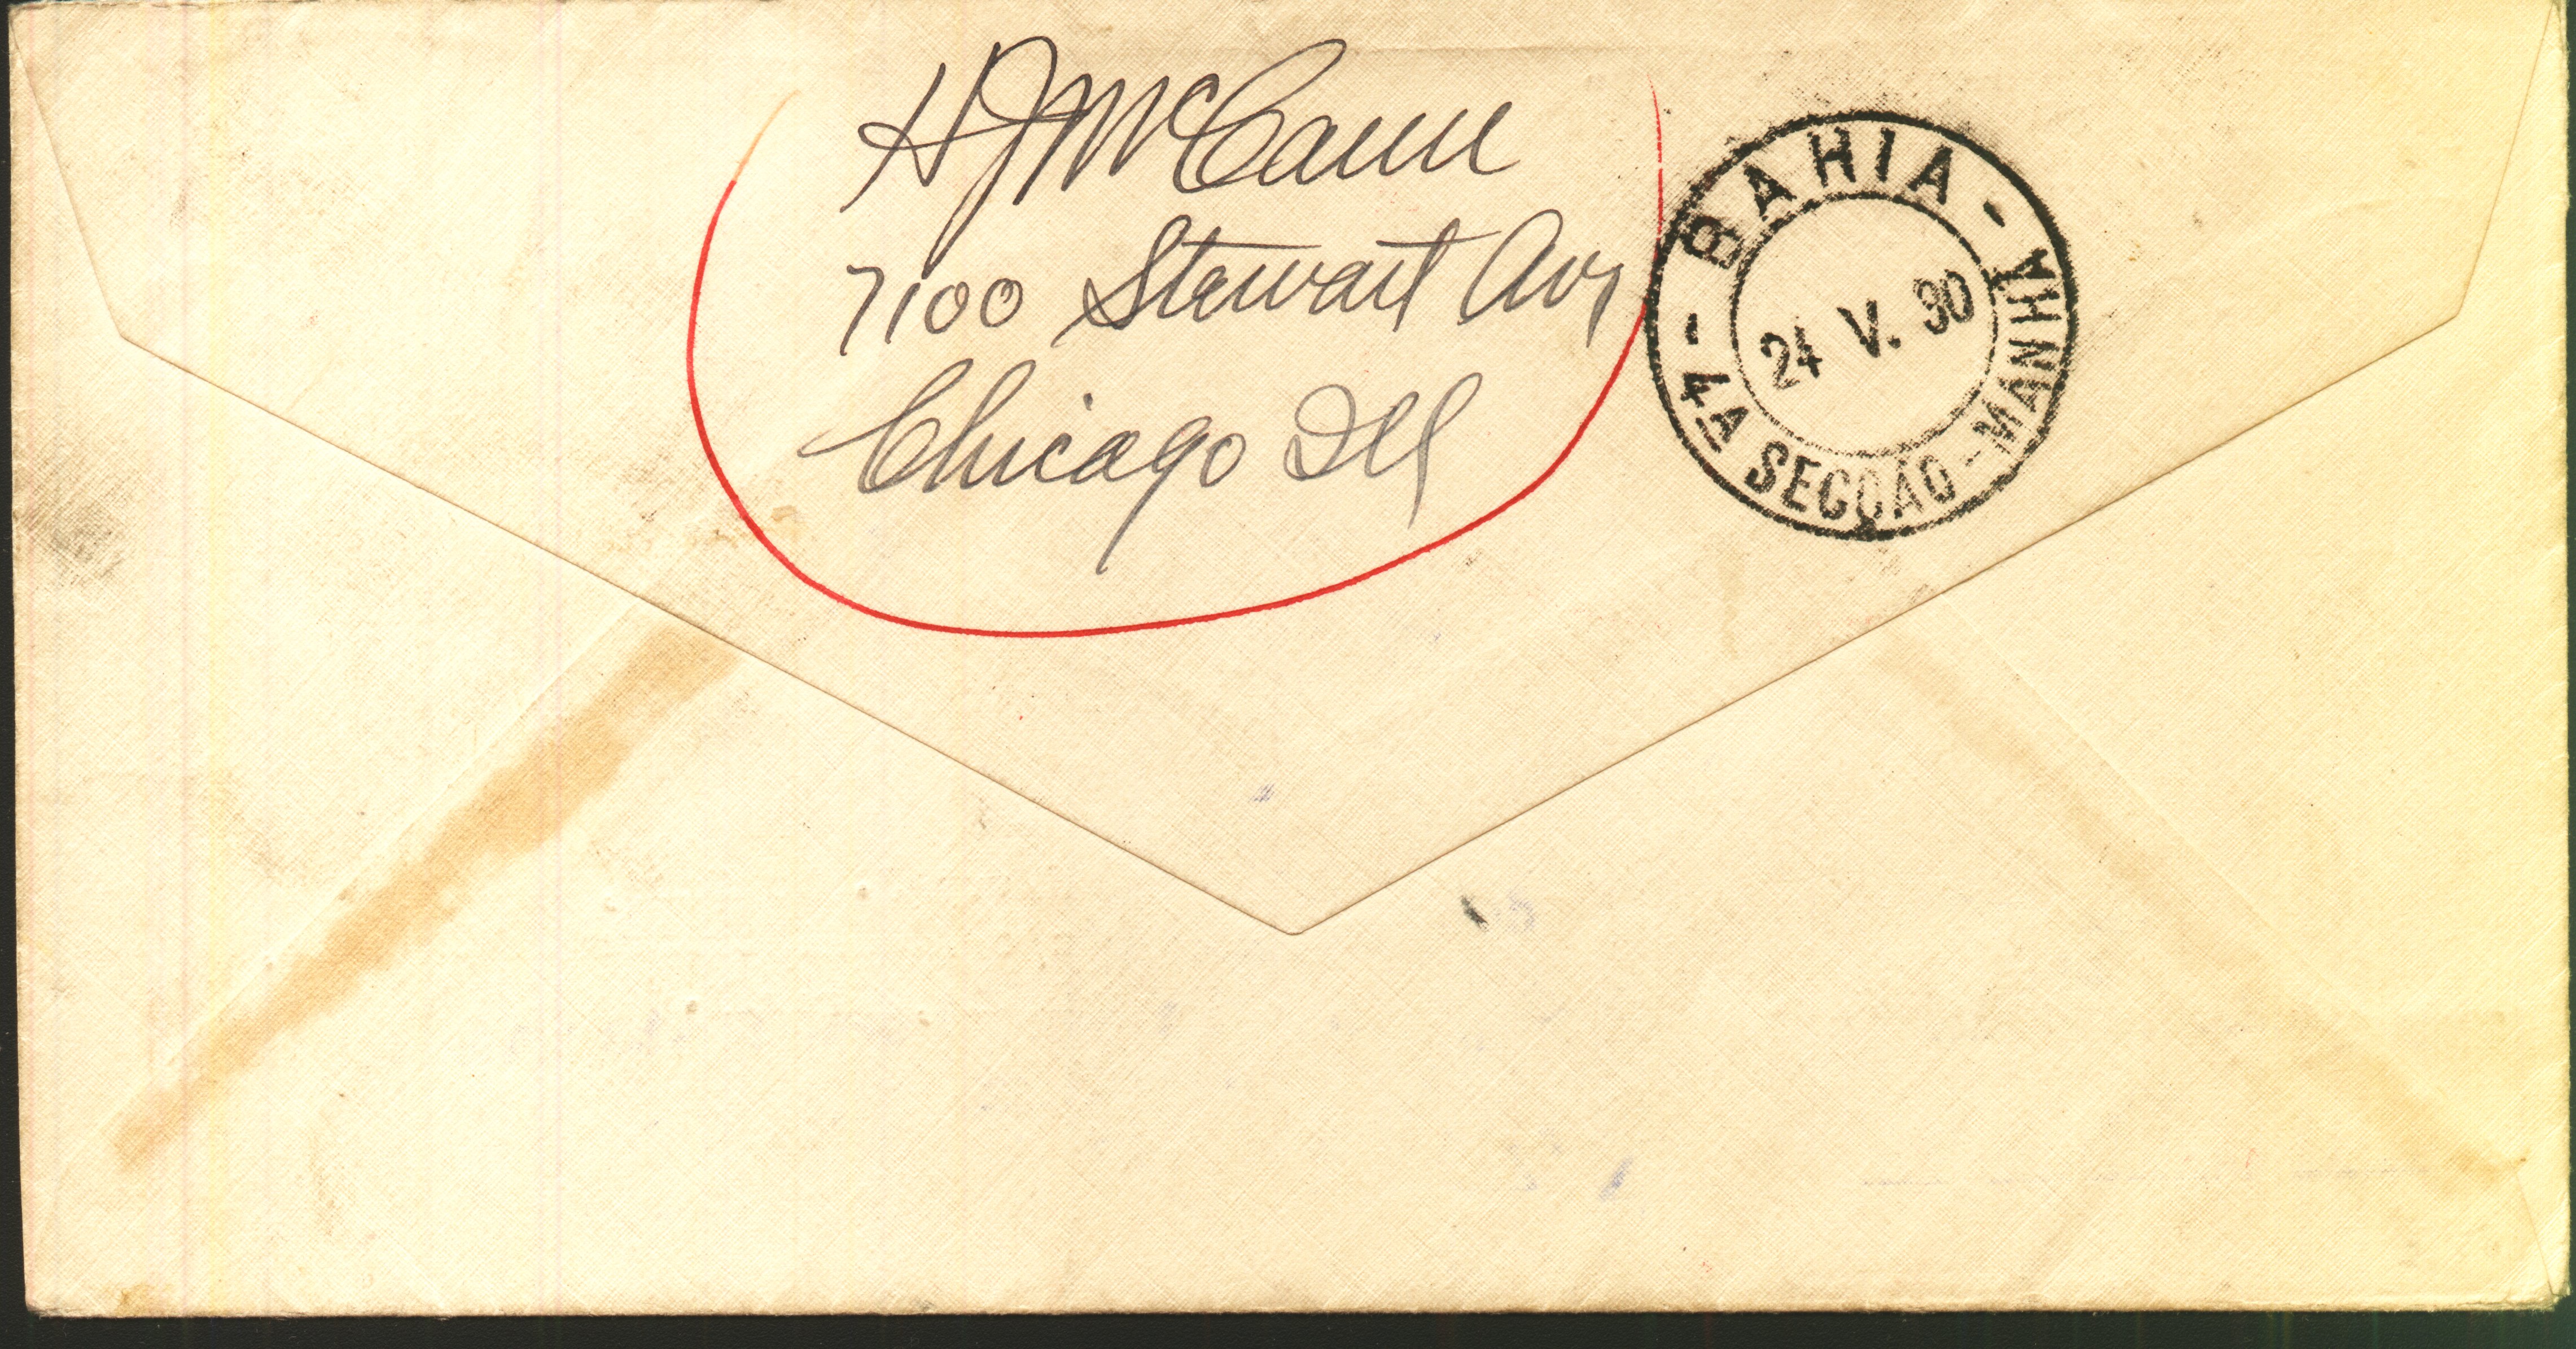 H J McCann
7100 Stewart Av
Chicago Ill
- BAHIA - MANHÃ
24 V. 30
4A SECÇÃO -